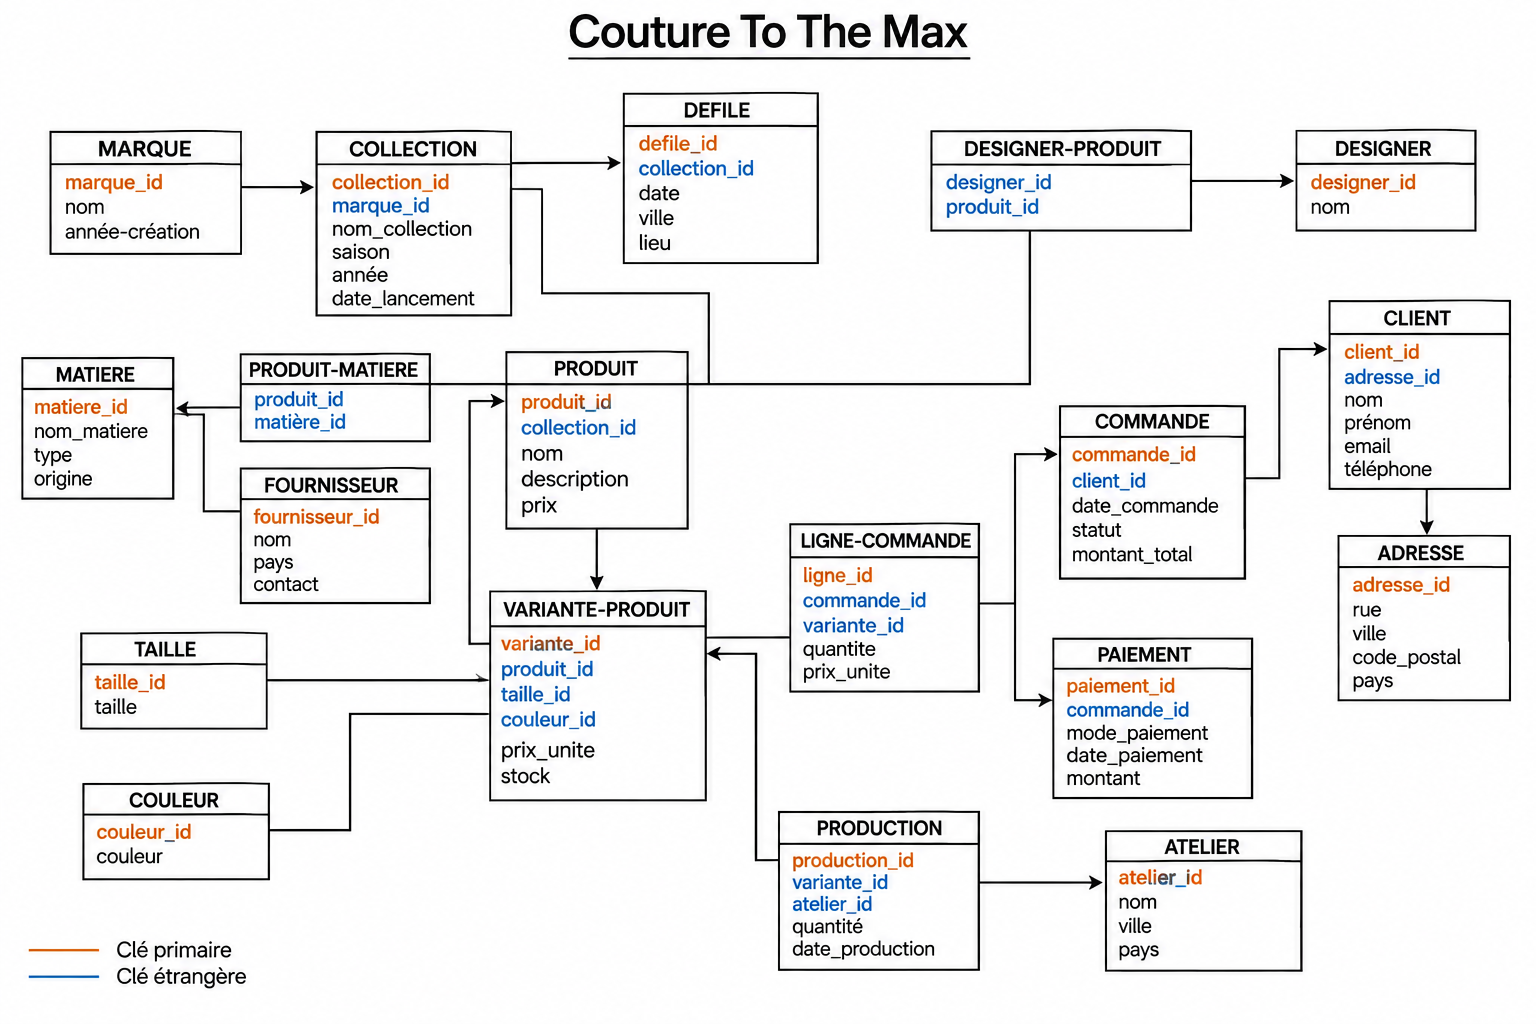 Couture To The Max
MARQUE
marque_id
nom
année-création
COLLECTION
collection_id
marque_id
nom_collection
saison
année
date_lancement
DEFILE
defile_id
collection_id
date
ville
lieu
DESIGNER-PRODUIT
designer_id
produit_id
DESIGNER
designer_id
nom
MATIERE
matiere_id
nom_matiere
type
origine
PRODUIT-MATIERE
produit_id
matière_id
FOURNISSEUR
fournisseur_id
nom
pays
contact
PRODUIT
produit_id
collection_id
nom
description
prix
CLIENT
client_id
adresse_id
nom
prénom
email
téléphone
COMMANDE
commande_id
client_id
date_commande
statut
montant_total
LIGNE-COMMANDE
ligne_id
commande_id
variante_id
quantite
prix_unite
ADRESSE
adresse_id
rue
ville
code_postal
pays
VARIANTE-PRODUIT
variante_id
produit_id
taille_id
couleur_id
prix_unite
stock
TAILLE
taille_id
taille
PAIEMENT
paiement_id
commande_id
mode_paiement
date_paiement
montant
COULEUR
couleur_id
couleur
PRODUCTION
production_id
variante_id
atelier_id
quantité
date_production
ATELIER
atelier_id
nom
ville
pays
Clé primaire
Clé étrangère